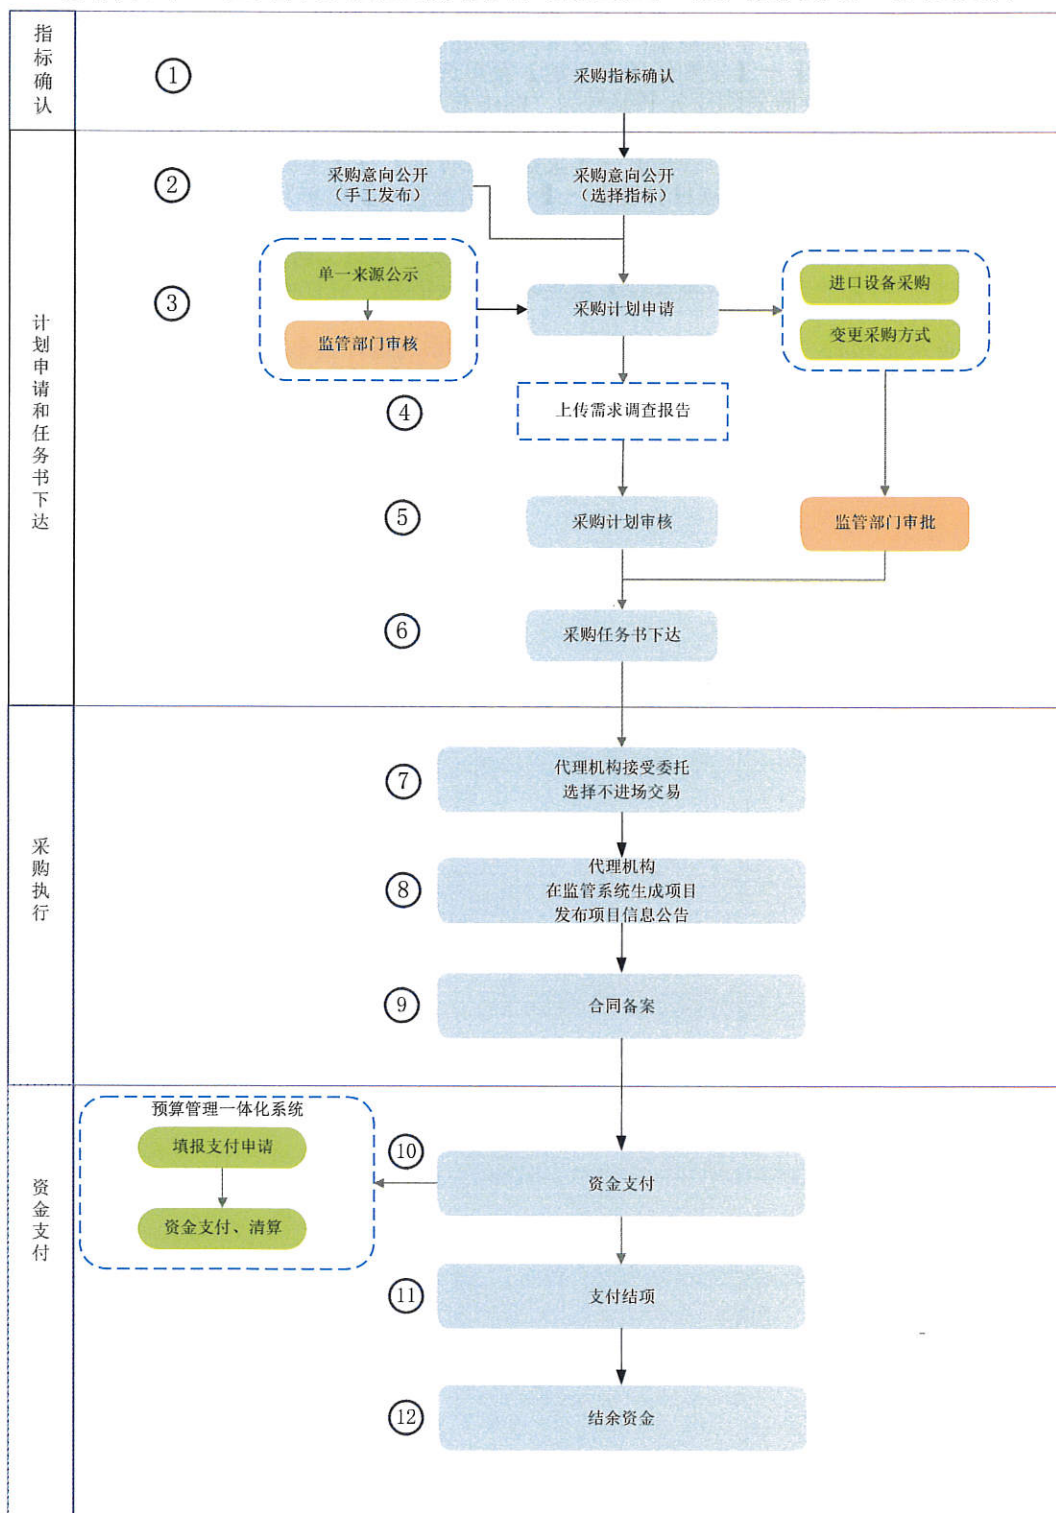 指标确认
①
采购指标确认
计划申请和任务书下达
②
采购意向公开
（手工发布）
采购意向公开
（选择指标）
③
单一来源公示
监管部门审核
采购计划申请
进口设备采购
变更采购方式
④
上传需求调查报告
⑤
采购计划审核
监管部门审批
⑥
采购任务书下达
采购执行
⑦
代理机构接受委托
选择不进场交易
⑧
代理机构
在监管系统生成项目
发布项目信息公告
⑨
合同备案
资金支付
预算管理一体化系统
填报支付申请
资金支付、清算
⑩
资金支付
⑪
支付结项
⑫
结余资金